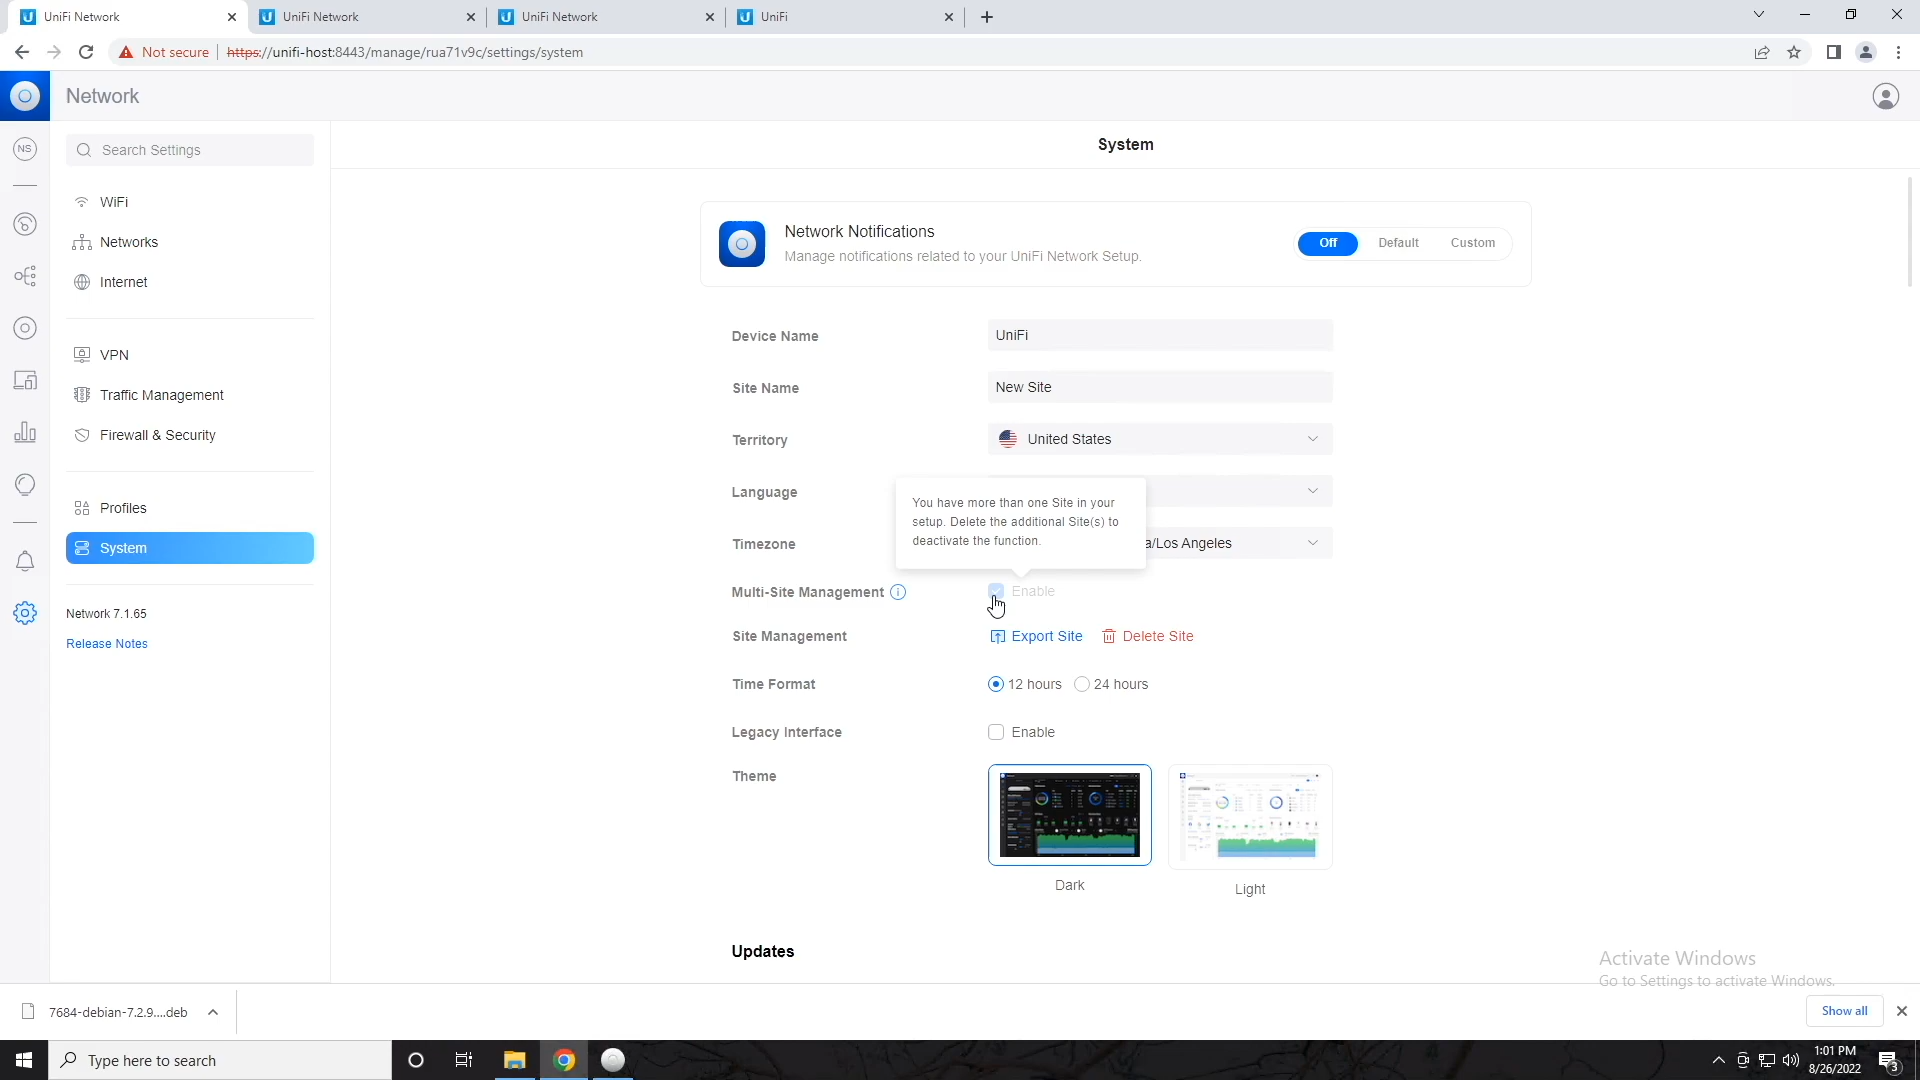 UniFi Network
UniFi Network
UniFi Network
UniFi
Not secure
https://unifi-host:8443/manage/rua71v9c/settings/system
Network
NS
Search Settings
System
WiFi
Networks
Internet
VPN
Traffic Management
Firewall & Security
Profiles
System
Network 7.1.65
Release Notes
Network Notifications
Manage notifications related to your UniFi Network Setup.
Off
Default
Custom
Device Name
UniFi
Site Name
New Site
Territory
United States
Language
You have more than one Site in your
setup. Delete the additional Site(s) to
deactivate the function.
Timezone
a/Los Angeles
Multi-Site Management
Enable
Site Management
Export Site
Delete Site
Time Format
12 hours
24 hours
Legacy Interface
Enable
Theme
Dark
Light
Updates
Activate Windows
Go to Settings to activate Windows.
7684-debian-7.2.9....deb
Show all
Type here to search
1:01 PM
8/26/2022
3